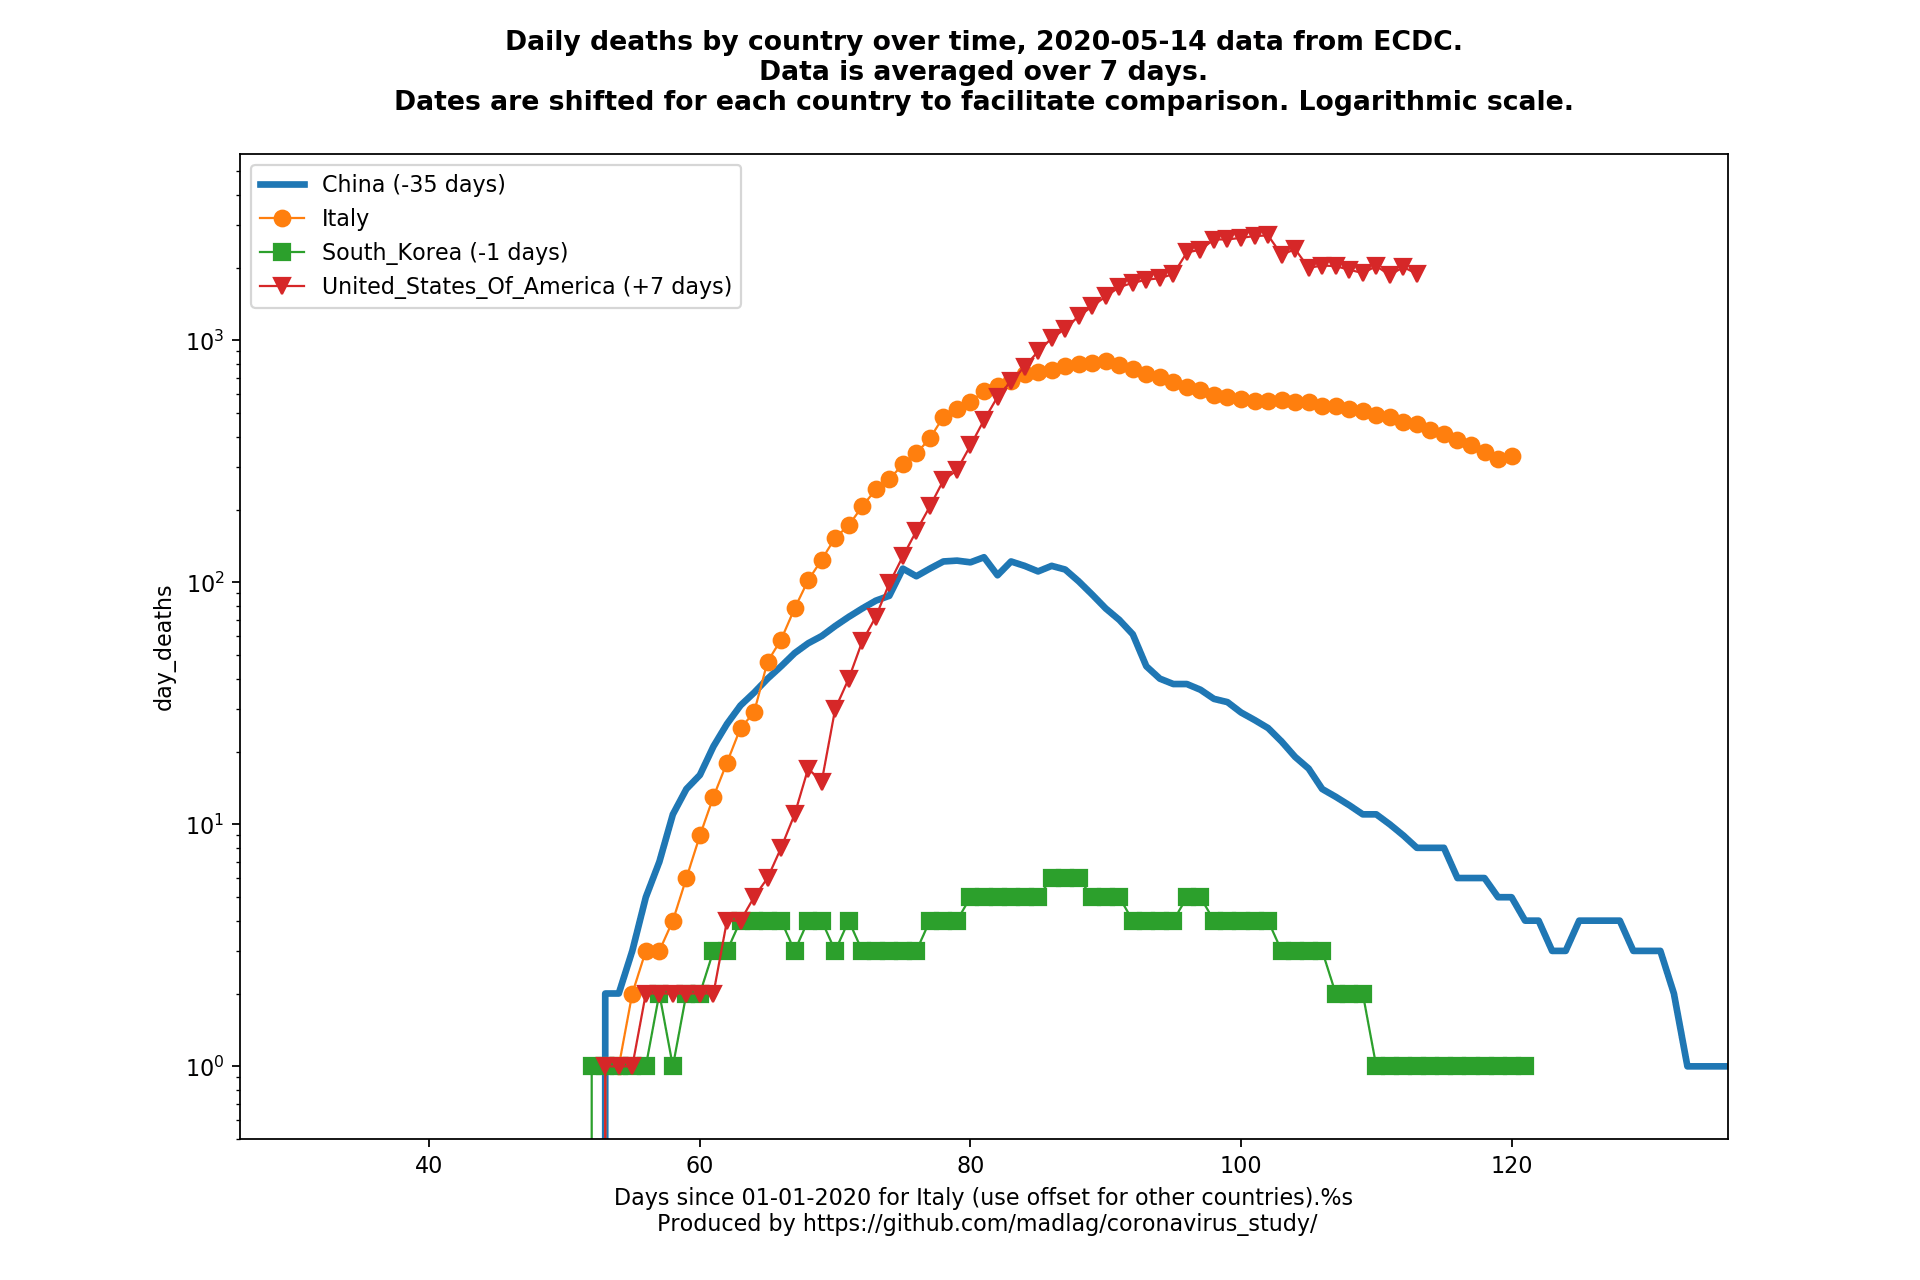 Daily deaths by country over time, 2020-05-14 data from ECDC.
Data is averaged over 7 days.
Dates are shifted for each country to facilitate comparison. Logarithmic scale.
China (-35 days)
Italy
South_Korea (-1 days)
United_States_Of_America (+7 days)
day_deaths
10³
10²
10¹
10⁰
40 60 80 100 120
Days since 01-01-2020 for Italy (use offset for other countries).%s
Produced by https://github.com/madlag/coronavirus_study/